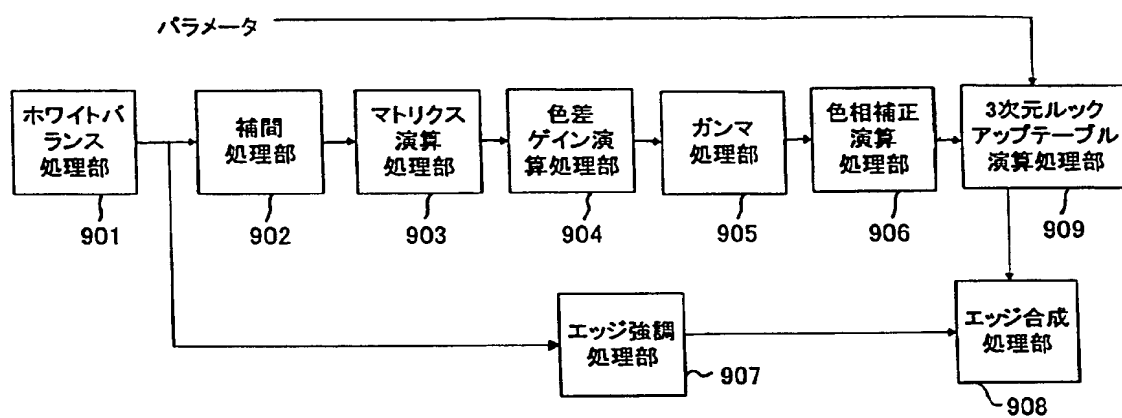 パラメータ
ホワイトバ
ランス
処理部
補間
処理部
マトリクス
演算
処理部
色差
ゲイン演
算処理部
ガンマ
処理部
色相補正
演算
処理部
3次元ルック
アップテーブル
演算処理部
901
902
903
904
905
906
909
エッジ強調
処理部
エッジ合成
処理部
907
908